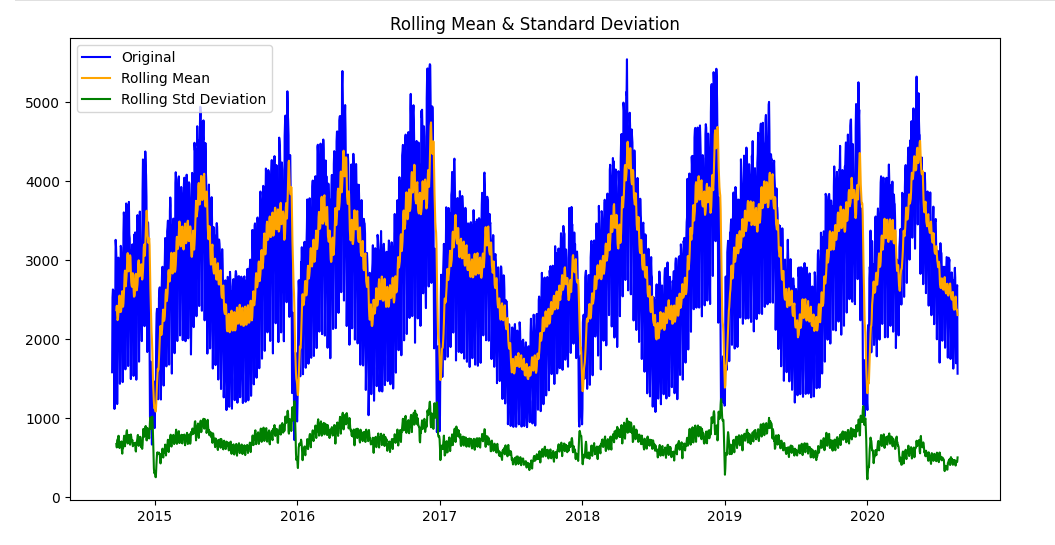 Rolling Mean & Standard Deviation
Original
Rolling Mean
Rolling Std Deviation
5000
4000
3000
2000
1000
0
2015 2016 2017 2018 2019 2020